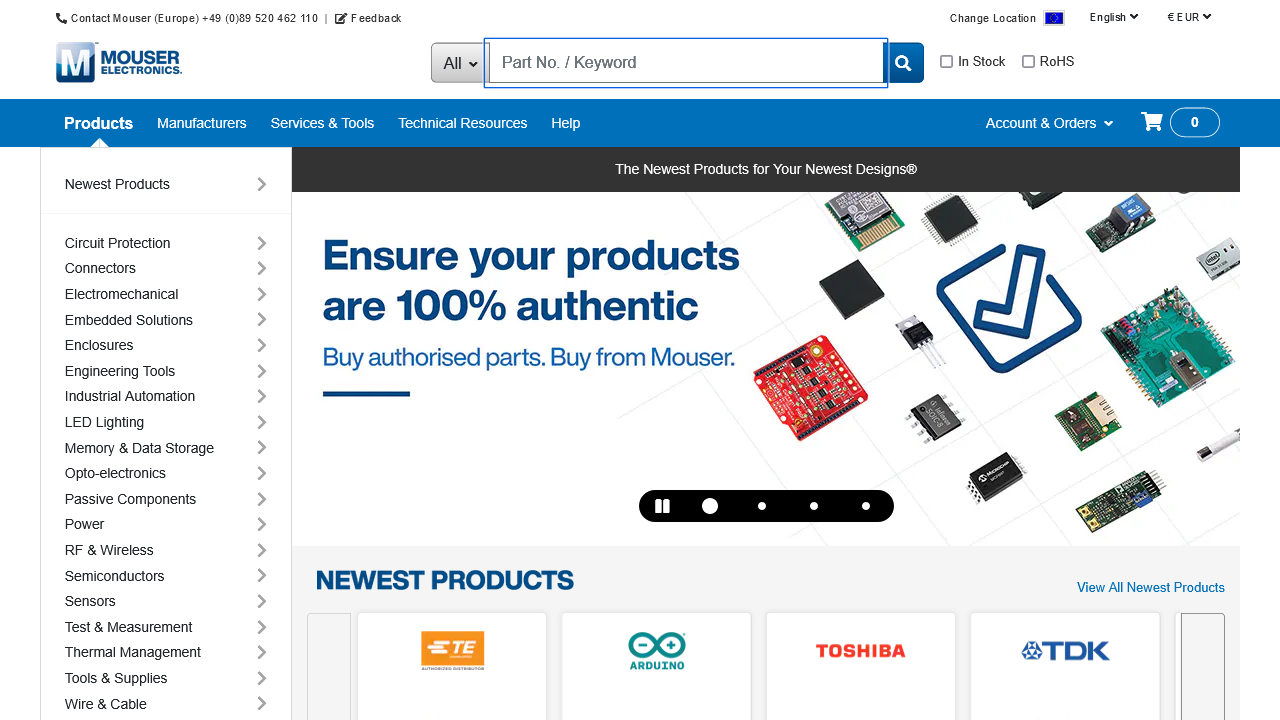 Contact Mouser (Europe) +49 (0)89 520 462 110 | Feedback
Change Location English € EUR
M MOUSER ELECTRONICS.
All Part No. / Keyword In Stock RoHS
Products Manufacturers Services & Tools Technical Resources Help Account & Orders 0
The Newest Products for Your Newest Designs®
Newest Products
Circuit Protection
Connectors
Electromechanical
Embedded Solutions
Enclosures
Engineering Tools
Industrial Automation
LED Lighting
Memory & Data Storage
Opto-electronics
Passive Components
Power
RF & Wireless
Semiconductors
Sensors
Test & Measurement
Thermal Management
Tools & Supplies
Wire & Cable
Ensure your products
are 100% authentic
Buy authorised parts. Buy from Mouser.
intel
infineon
SOIC-8
MICROCHIP
NEWEST PRODUCTS
View All Newest Products
TE
AUTHORIZED DISTRIBUTOR
ARDUINO
TOSHIBA
TDK